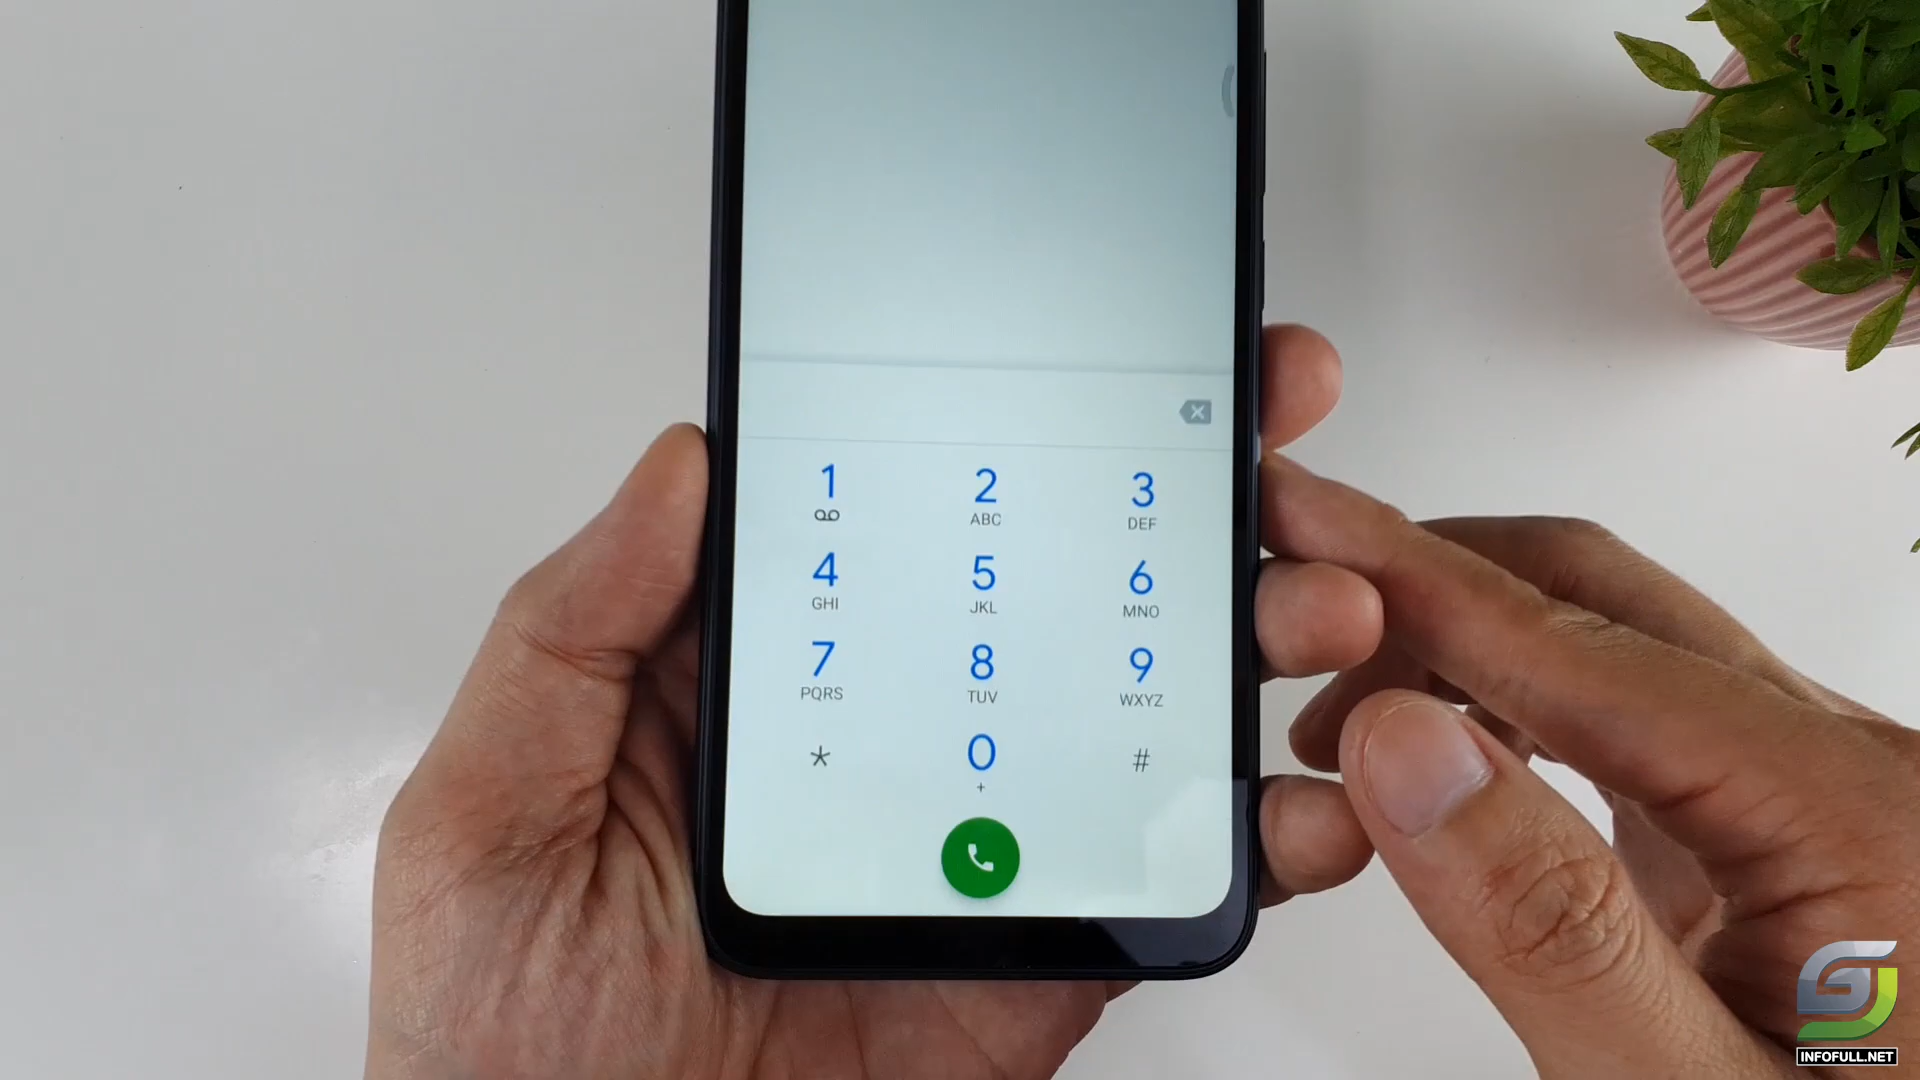 1 2 3
ABC DEF
4 5 6
GHI JKL MNO
7 8 9
PQRS TUV WXYZ
* 0 #
+
INFOFULL.NET